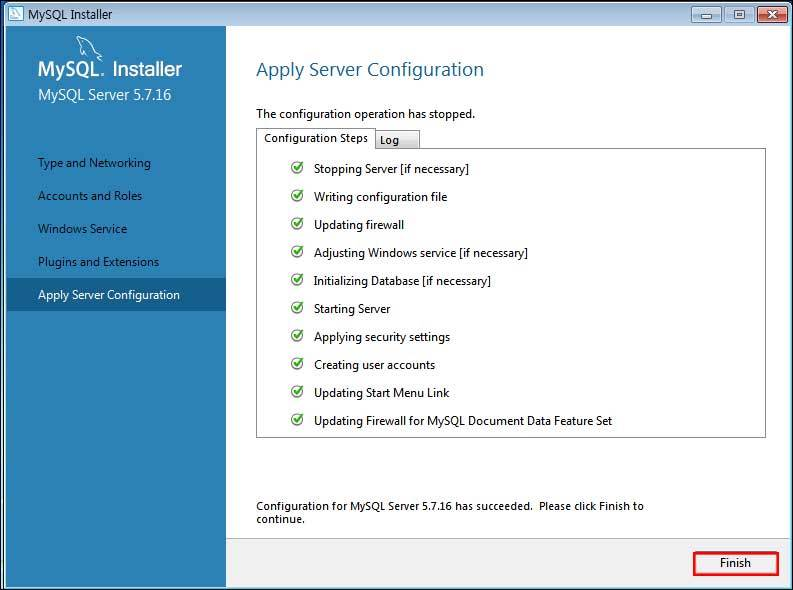 MySQL Installer
MySQL. Installer
MySQL Server 5.7.16
Type and Networking
Accounts and Roles
Windows Service
Plugins and Extensions
Apply Server Configuration
Apply Server Configuration
The configuration operation has stopped.
Configuration Steps Log
Stopping Server [if necessary]
Writing configuration file
Updating firewall
Adjusting Windows service [if necessary]
Initializing Database [if necessary]
Starting Server
Applying security settings
Creating user accounts
Updating Start Menu Link
Updating Firewall for MySQL Document Data Feature Set
Configuration for MySQL Server 5.7.16 has succeeded. Please click Finish to
continue.
Finish